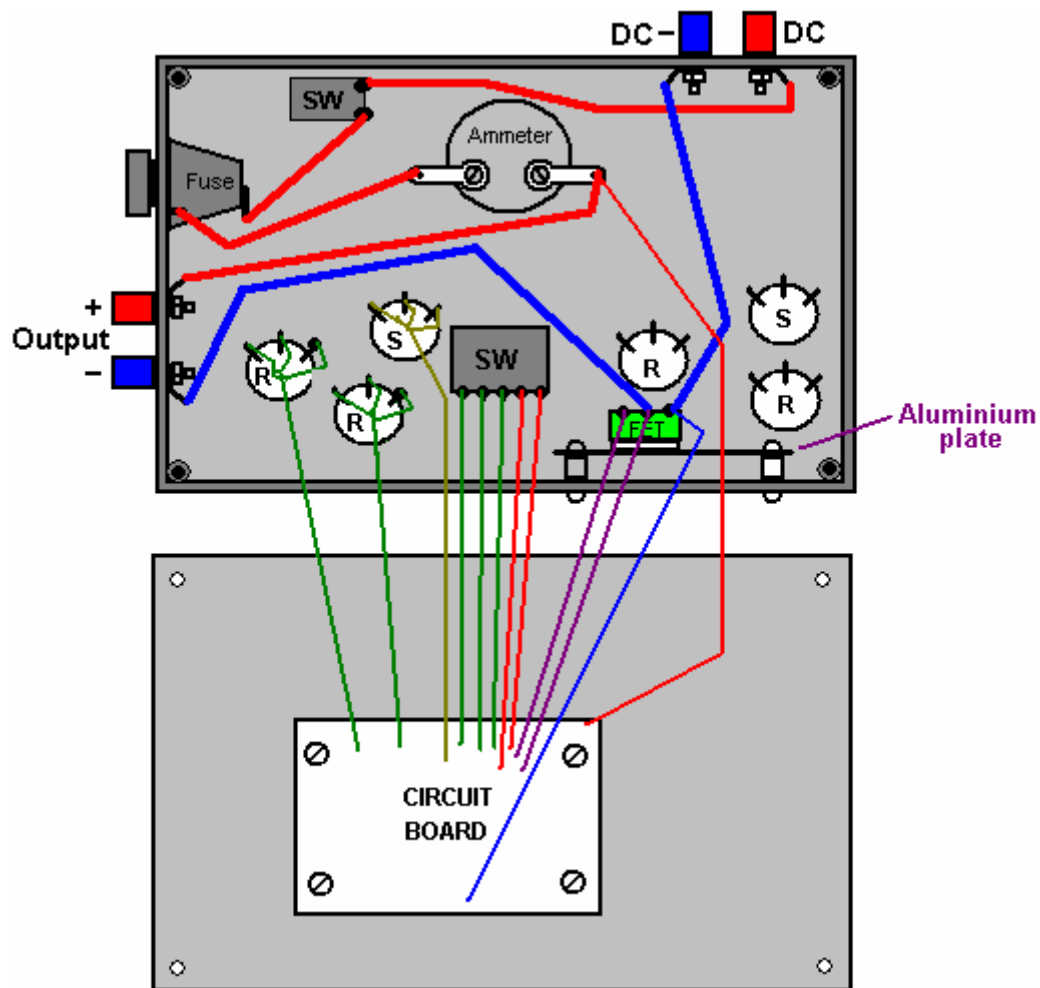 DC - DC
SW
Ammeter
Fuse
+
Output
-
S
R
R
SW
R
S
R
FET
Aluminium
plate
CIRCUIT
BOARD